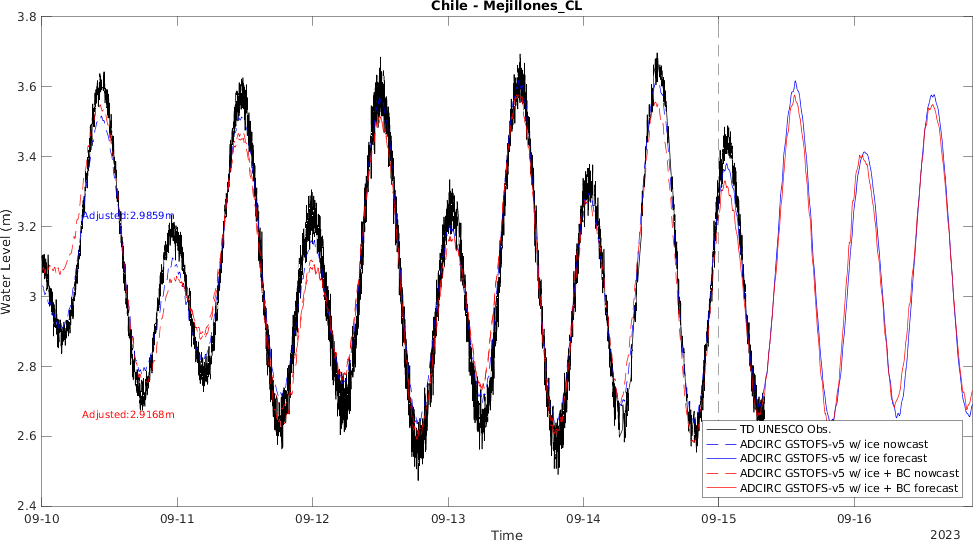 Chile - Mejillones_CL
3.8
3.6
3.4
3.2
3
2.8
2.6
2.4
Water Level (m)
Adjusted:2.9859m
Adjusted:2.9168m
TD UNESCO Obs.
ADCIRC GSTOFS-v5 w/ ice nowcast
ADCIRC GSTOFS-v5 w/ ice forecast
ADCIRC GSTOFS-v5 w/ ice + BC nowcast
ADCIRC GSTOFS-v5 w/ ice + BC forecast
09-10 09-11 09-12 09-13 09-14 09-15 09-16
Time
2023